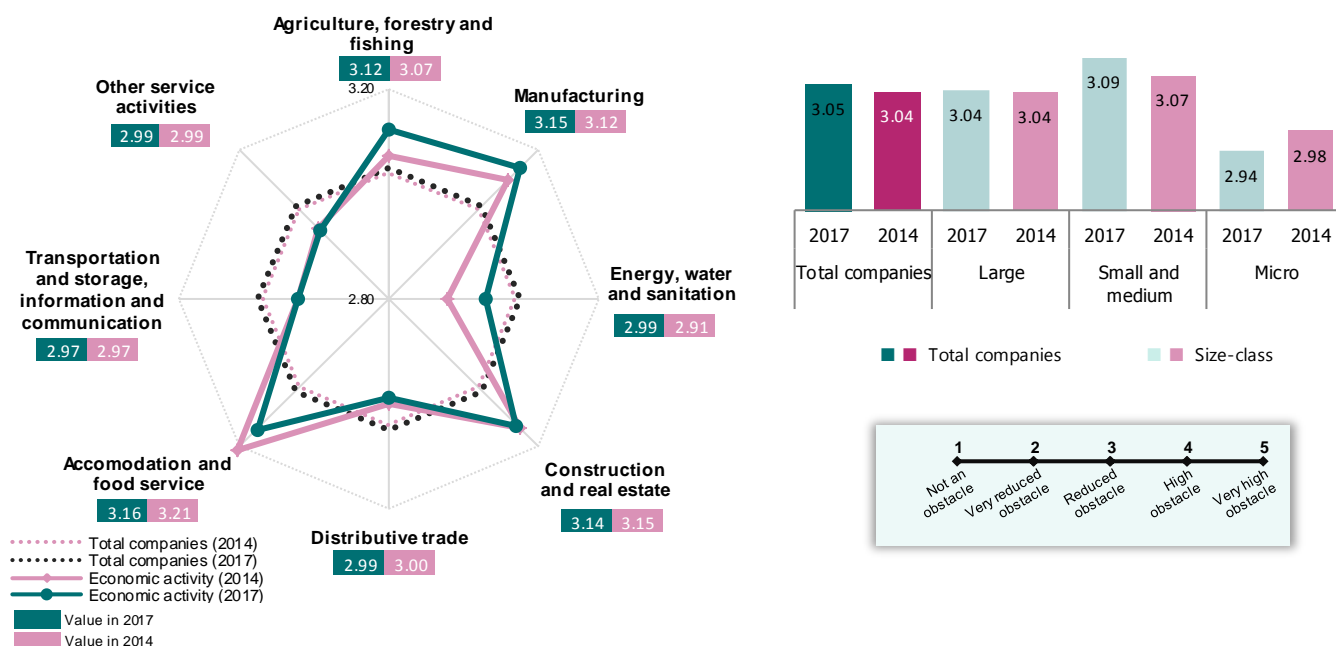 Agriculture, forestry and
fishing
3.12 3.07
3.20
Manufacturing
3.15 3.12
Energy, water
and sanitation
2.99 2.91
Construction
and real estate
3.14 3.15
Distributive trade
2.99 3.00
Accomodation and
food service
3.16 3.21
Transportation
and storage,
information and
communication
2.97 2.97
Other service
activities
2.99 2.99
2.80
Total companies (2014)
Total companies (2017)
Economic activity (2014)
Economic activity (2017)
Value in 2017
Value in 2014
3.05 3.04 3.04 3.04 3.09 3.07 2.94 2.98
2017 2014 2017 2014 2017 2014 2017 2014
Total companies Large Small and Micro
medium
Total companies Size-class
1 2 3 4 5
Not an
obstacle
Very reduced
obstacle
Reduced
obstacle
High
obstacle
Very high
obstacle